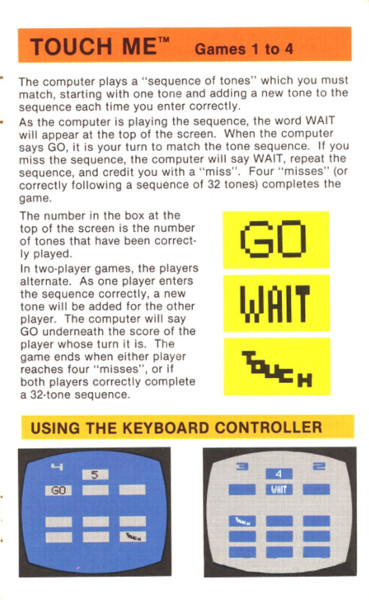 TOUCH ME™ Games 1 to 4
The computer plays a "sequence of tones" which you must
match, starting with one tone and adding a new tone to the
sequence each time you enter correctly.
As the computer is playing the sequence, the word WAIT
will appear at the top of the screen. When the computer
says GO, it is your turn to match the tone sequence. If you
miss the sequence, the computer will say WAIT, repeat the
sequence, and credit you with a "miss". Four "misses" (or
correctly following a sequence of 32 tones) completes the
game.
The number in the box at the
top of the screen is the number
of tones that have been correct-
ly played.
In two-player games, the players
alternate. As one player enters
the sequence correctly, a new
tone will be added for the other
player. The computer will say
GO underneath the score of the
player whose turn it is. The
game ends when either player
reaches four "misses", or if
both players correctly complete
a 32-tone sequence.
GO
WAIT
TOUCH
USING THE KEYBOARD CONTROLLER
4
5
GO
TOUCH
3 2
4
WAIT
TOUCH